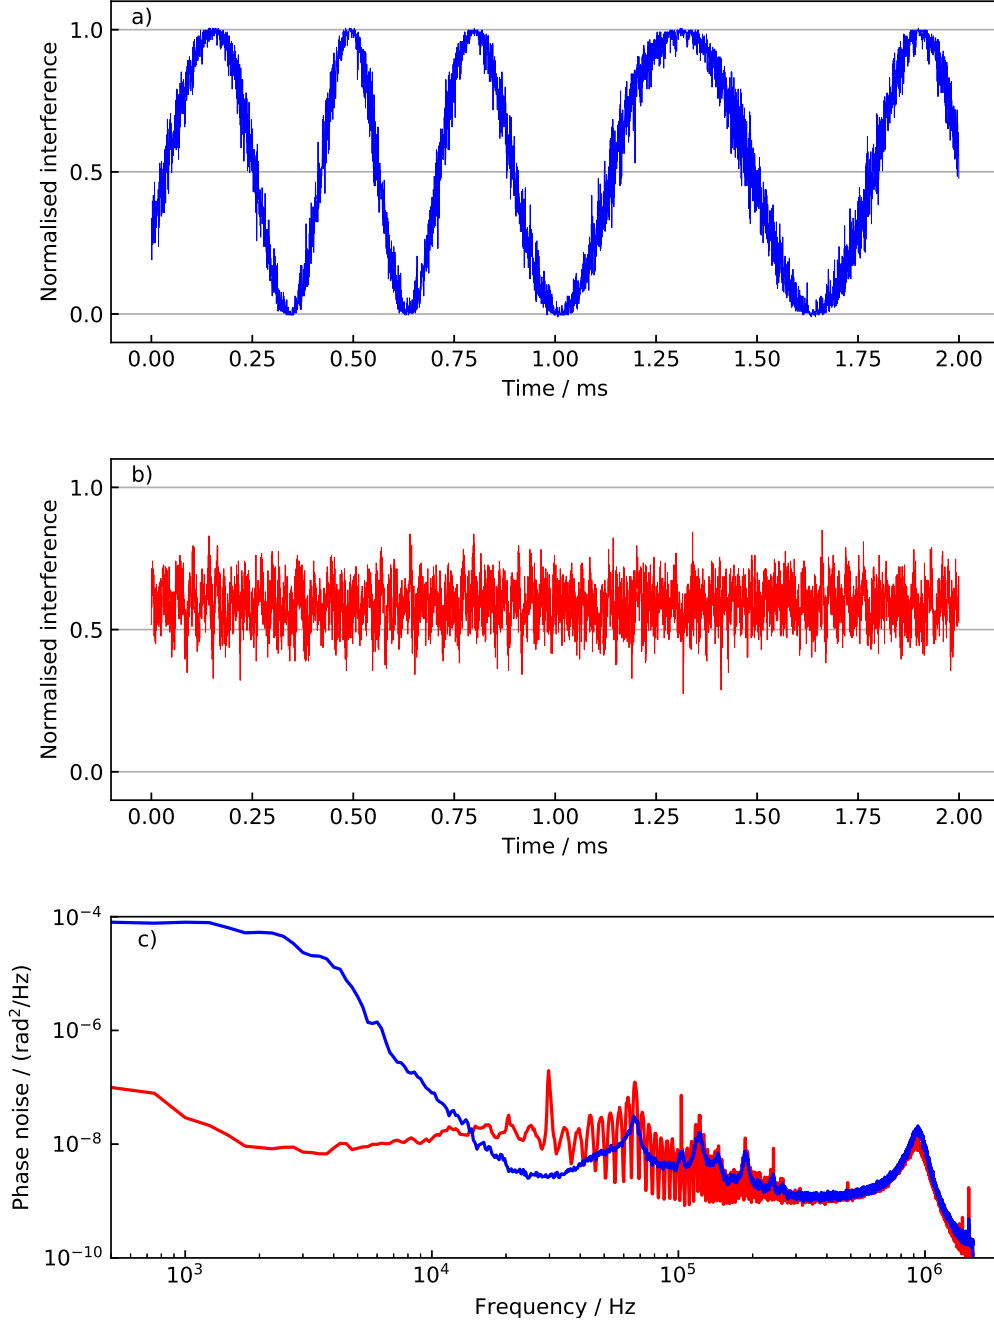 a)
1.0
0.5
0.0
Normalised interference
0.00 0.25 0.50 0.75 1.00 1.25 1.50 1.75 2.00
Time / ms
b)
1.0
0.5
0.0
Normalised interference
0.00 0.25 0.50 0.75 1.00 1.25 1.50 1.75 2.00
Time / ms
c)
10⁻⁴
10⁻⁶
10⁻⁸
10⁻¹⁰
Phase noise / (rad²/Hz)
10³ 10⁴ 10⁵ 10⁶
Frequency / Hz